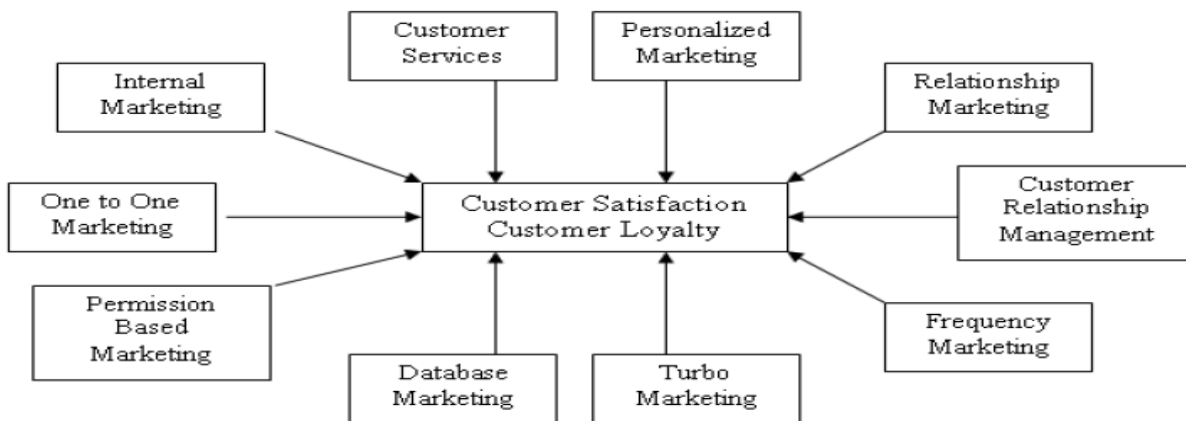 Customer
Services
Personalized
Marketing
Internal
Marketing
Relationship
Marketing
One to One
Marketing
Customer Satisfaction
Customer Loyalty
Customer
Relationship
Management
Permission
Based
Marketing
Database
Marketing
Turbo
Marketing
Frequency
Marketing